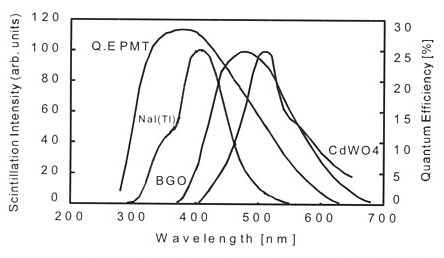 120
100
80
60
40
20
0
Scintillation Intensity (arb. units)
30
25
20
15
10
5
0
Quantum Efficiency [%]
Q.E PMT
NaI(Tl)
BGO
CdWO4
200 300 400 500 600 700
Wavelength [nm]